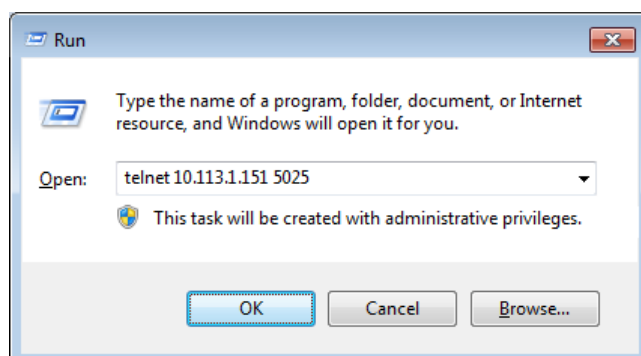 Run
Type the name of a program, folder, document, or Internet
resource, and Windows will open it for you.
Open: telnet 10.113.1.151 5025
This task will be created with administrative privileges.
OK Cancel Browse...